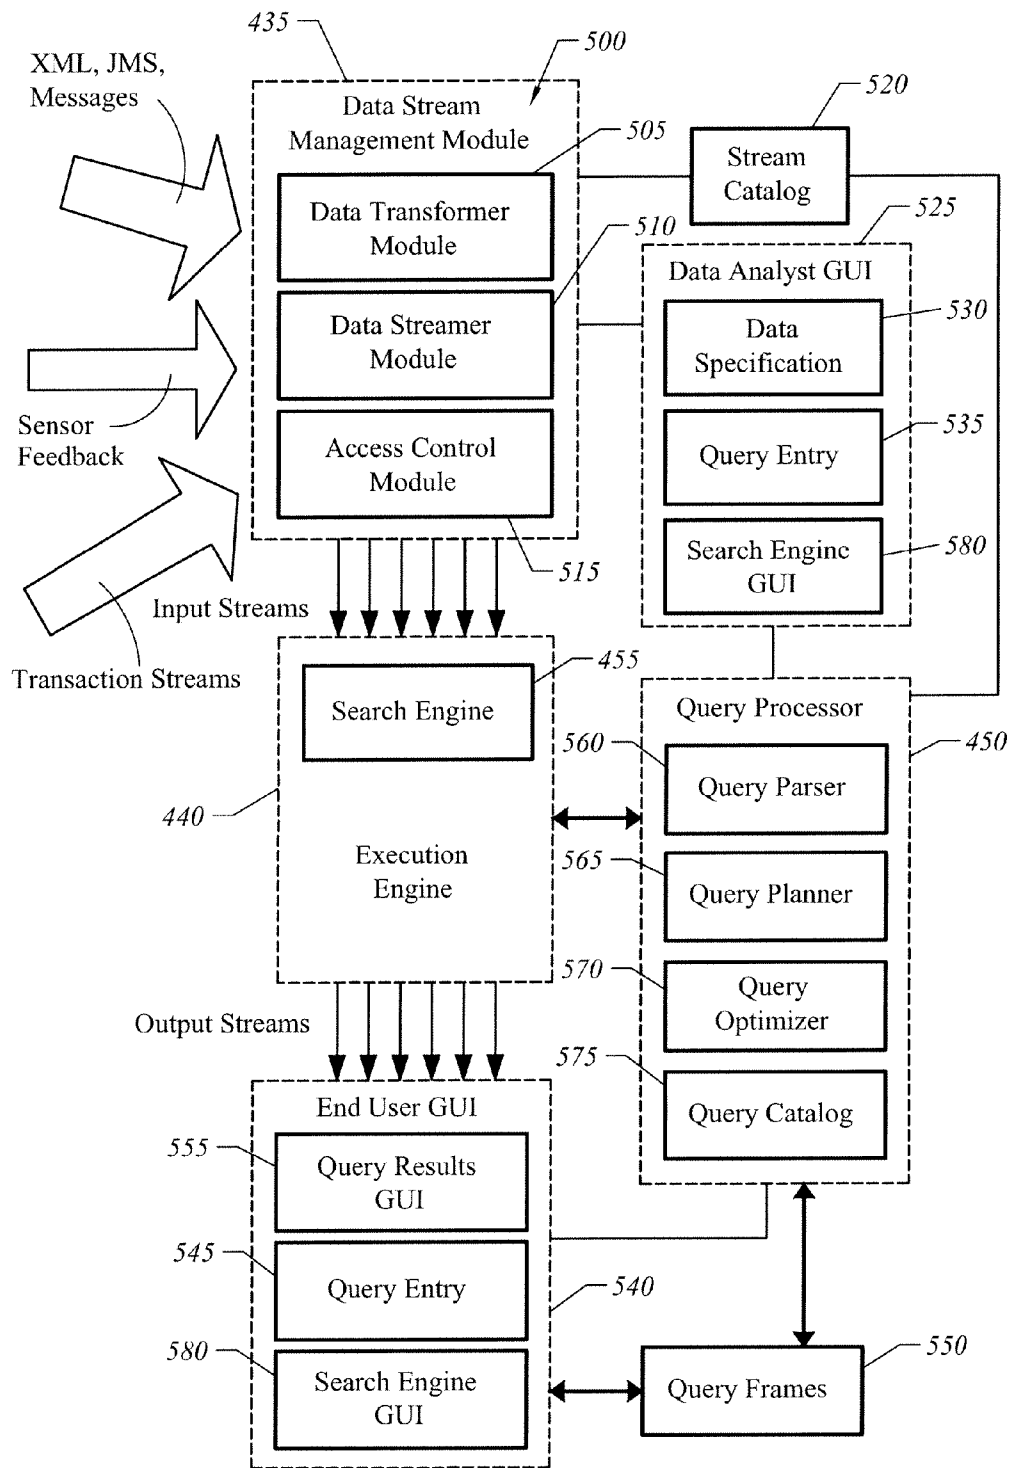 435
500
XML, JMS,
Messages
Data Stream
Management Module
505
520
Stream
Catalog
Data Transformer
Module
510
525
Data Analyst GUI
530
Data
Specification
Data Streamer
Module
Sensor
Feedback
535
Query Entry
Access Control
Module
580
Search Engine
GUI
515
Input Streams
Transaction Streams
455
Search Engine
Query Processor
450
560
Query Parser
440
Execution
Engine
565
Query Planner
570
Query
Optimizer
Output Streams
575
Query Catalog
End User GUI
555
Query Results
GUI
545
Query Entry
540
580
Search Engine
GUI
550
Query Frames